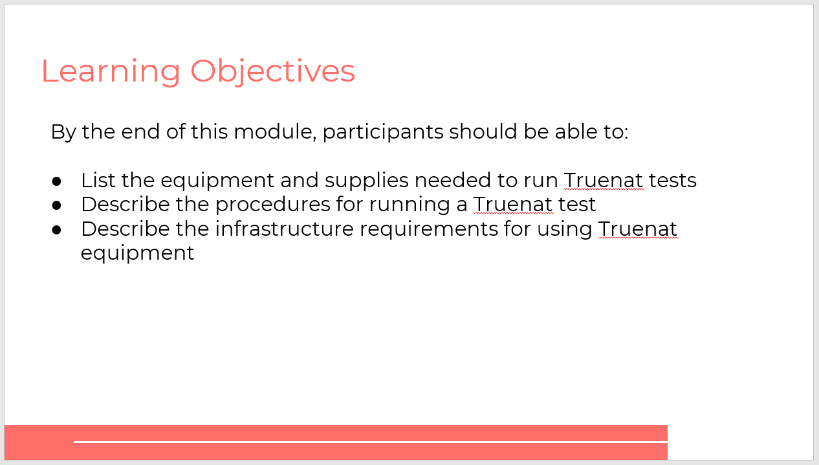 Learning Objectives
By the end of this module, participants should be able to:
● List the equipment and supplies needed to run Truenat tests
● Describe the procedures for running a Truenat test
● Describe the infrastructure requirements for using Truenat
equipment